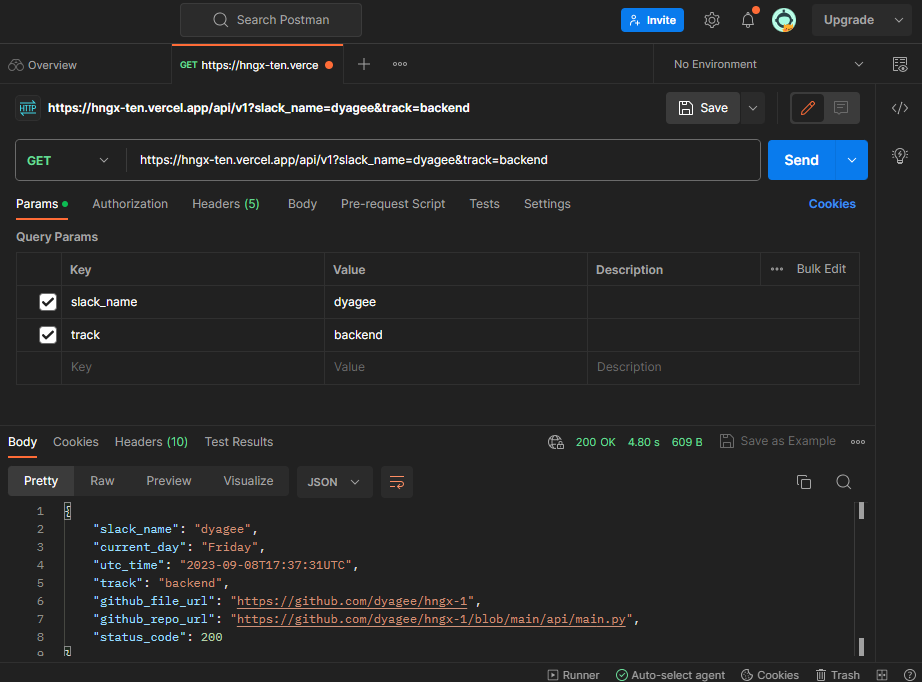 Search Postman
Invite
Upgrade
Overview
GET https://hngx-ten.verce
No Environment
HTTP https://hngx-ten.vercel.app/api/v1?slack_name=dyagee&track=backend
Save
GET https://hngx-ten.vercel.app/api/v1?slack_name=dyagee&track=backend
Send
Params Authorization Headers (5) Body Pre-request Script Tests Settings Cookies
Query Params
Key Value Description Bulk Edit
slack_name dyagee
track backend
Key Value Description
Body Cookies Headers (10) Test Results 200 OK 4.80 s 609 B Save as Example
Pretty Raw Preview Visualize JSON
1 {
2 "slack_name": "dyagee",
3 "current_day": "Friday",
4 "utc_time": "2023-09-08T17:37:31UTC",
5 "track": "backend",
6 "github_file_url": "https://github.com/dyagee/hngx-1",
7 "github_repo_url": "https://github.com/dyagee/hngx-1/blob/main/api/main.py",
8 "status_code": 200
9 }
Runner Auto-select agent Cookies Trash